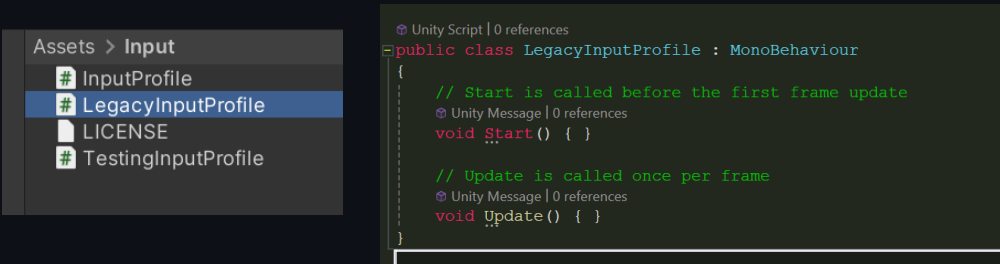 Assets > Input
InputProfile
LegacyInputProfile
LICENSE
TestingInputProfile
Unity Script | 0 references
public class LegacyInputProfile : MonoBehaviour
{
// Start is called before the first frame update
Unity Message | 0 references
void Start() { }
// Update is called once per frame
Unity Message | 0 references
void Update() { }
}